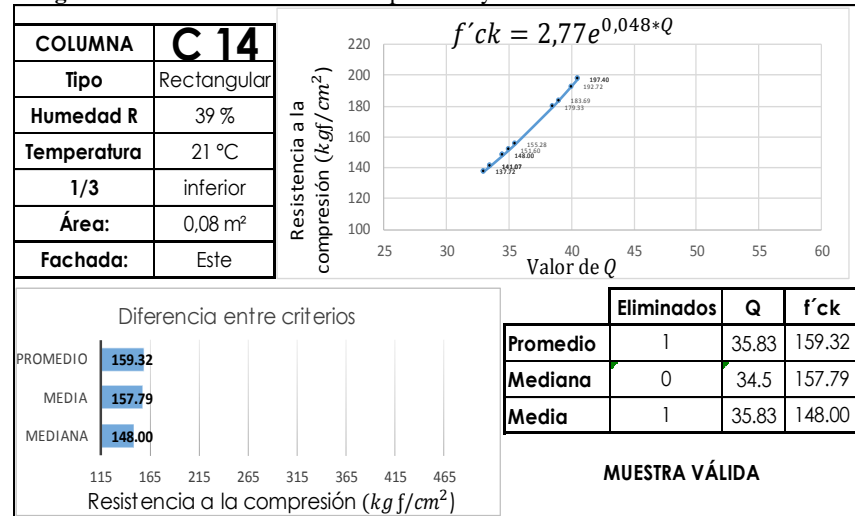 COLUMNA C 14
Tipo Rectangular
Humedad R 39 %
Temperatura 21 °C
1/3 inferior
Área: 0,08 m²
Fachada: Este
f´ck = 2,77e^{0,048*Q}
Resistencia a la
compresión (kgf/cm²)
220
200
180
160
140
120
100
197.40
192.72
183.69
179.33
155.28
151.60
148.00
141.07
137.72
25 30 35 40 45 50 55 60
Valor de Q
Diferencia entre criterios
PROMEDIO 159.32
MEDIA 157.79
MEDIANA 148.00
115 165 215 265 315 365 415 465
Resistencia a la compresión (kgf/cm²)
Eliminados Q f´ck
Promedio 1 35.83 159.32
Mediana 0 34.5 157.79
Media 1 35.83 148.00
MUESTRA VÁLIDA